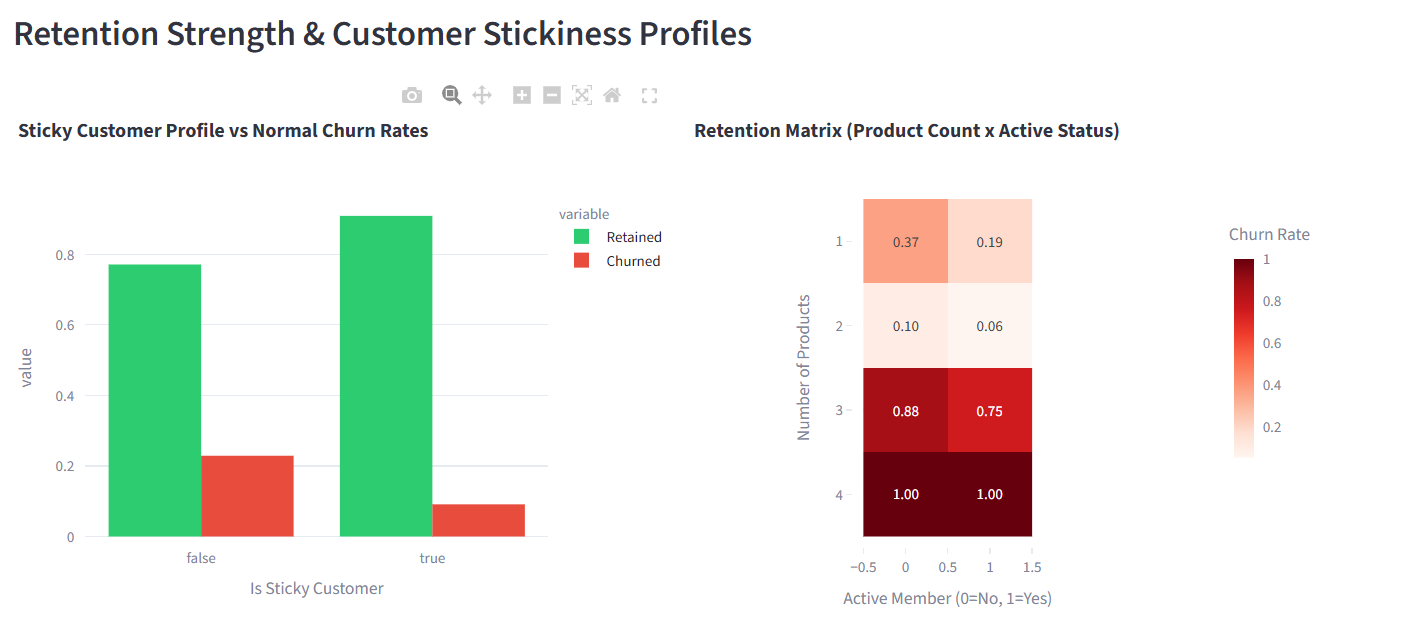 Retention Strength & Customer Stickiness Profiles
Sticky Customer Profile vs Normal Churn Rates
variable
Retained
Churned
value
0.8
0.6
0.4
0.2
0
false
true
Is Sticky Customer
Retention Matrix (Product Count x Active Status)
Number of Products
1
0.37 0.19
2
0.10 0.06
3
0.88 0.75
4
1.00 1.00
−0.5 0 0.5 1 1.5
Active Member (0=No, 1=Yes)
Churn Rate
1
0.8
0.6
0.4
0.2